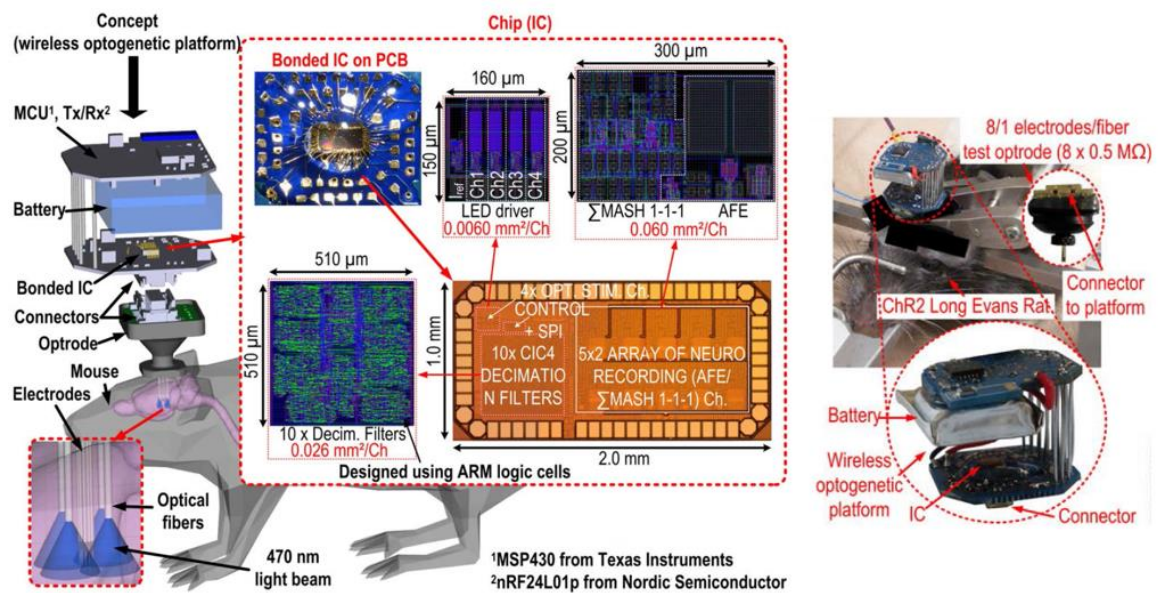 Concept
(wireless optogenetic platform)
MCU¹, Tx/Rx²
Battery
Bonded IC
Connectors
Optrode
Mouse
Electrodes
Optical
fibers
470 nm
light beam
Chip (IC)
Bonded IC on PCB
160 µm
150 µm
Iref
Ch1
Ch2
Ch3
Ch4
LED driver
0.0060 mm²/Ch
300 µm
200 µm
∑MASH 1-1-1 AFE
0.060 mm²/Ch
510 µm
510 µm
10 x Decim. Filters
0.026 mm²/Ch
Designed using ARM logic cells
1.0 mm
4x OPT. STIM. Ch.
CONTROL
+ SPI
10x CIC4
DECIMATIO
N FILTERS
5x2 ARRAY OF NEURO
RECORDING (AFE/
∑MASH 1-1-1) Ch.
2.0 mm
¹MSP430 from Texas Instruments
²nRF24L01p from Nordic Semiconductor
8/1 electrodes/fiber
test optrode (8 x 0.5 MΩ)
Connector
to platform
ChR2 Long Evans Rat
Battery
Wireless
optogenetic
platform
IC
Connector